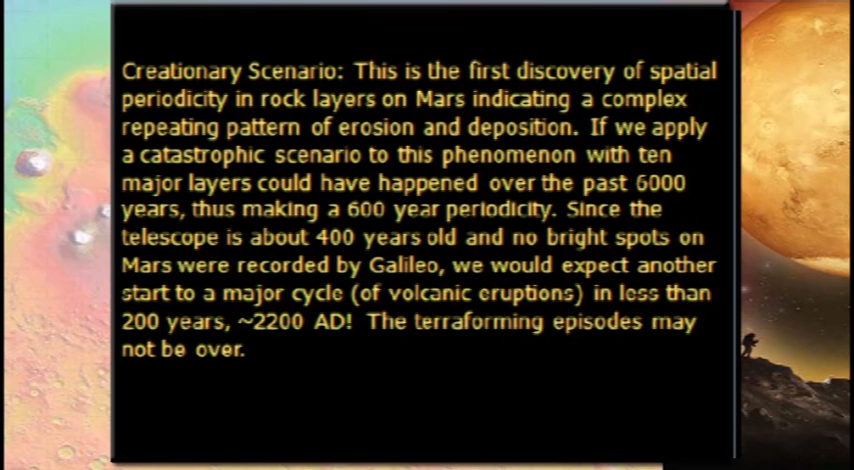 Creationary Scenario: This is the first discovery of spatial
periodicity in rock layers on Mars indicating a complex
repeating pattern of erosion and deposition. If we apply
a catastrophic scenario to this phenomenon with ten
major layers could have happened over the past 6000
years, thus making a 600 year periodicity. Since the
telescope is about 400 years old and no bright spots on
Mars were recorded by Galileo, we would expect another
start to a major cycle (of volcanic eruptions) in less than
200 years, ~2200 AD! The terraforming episodes may
not be over.